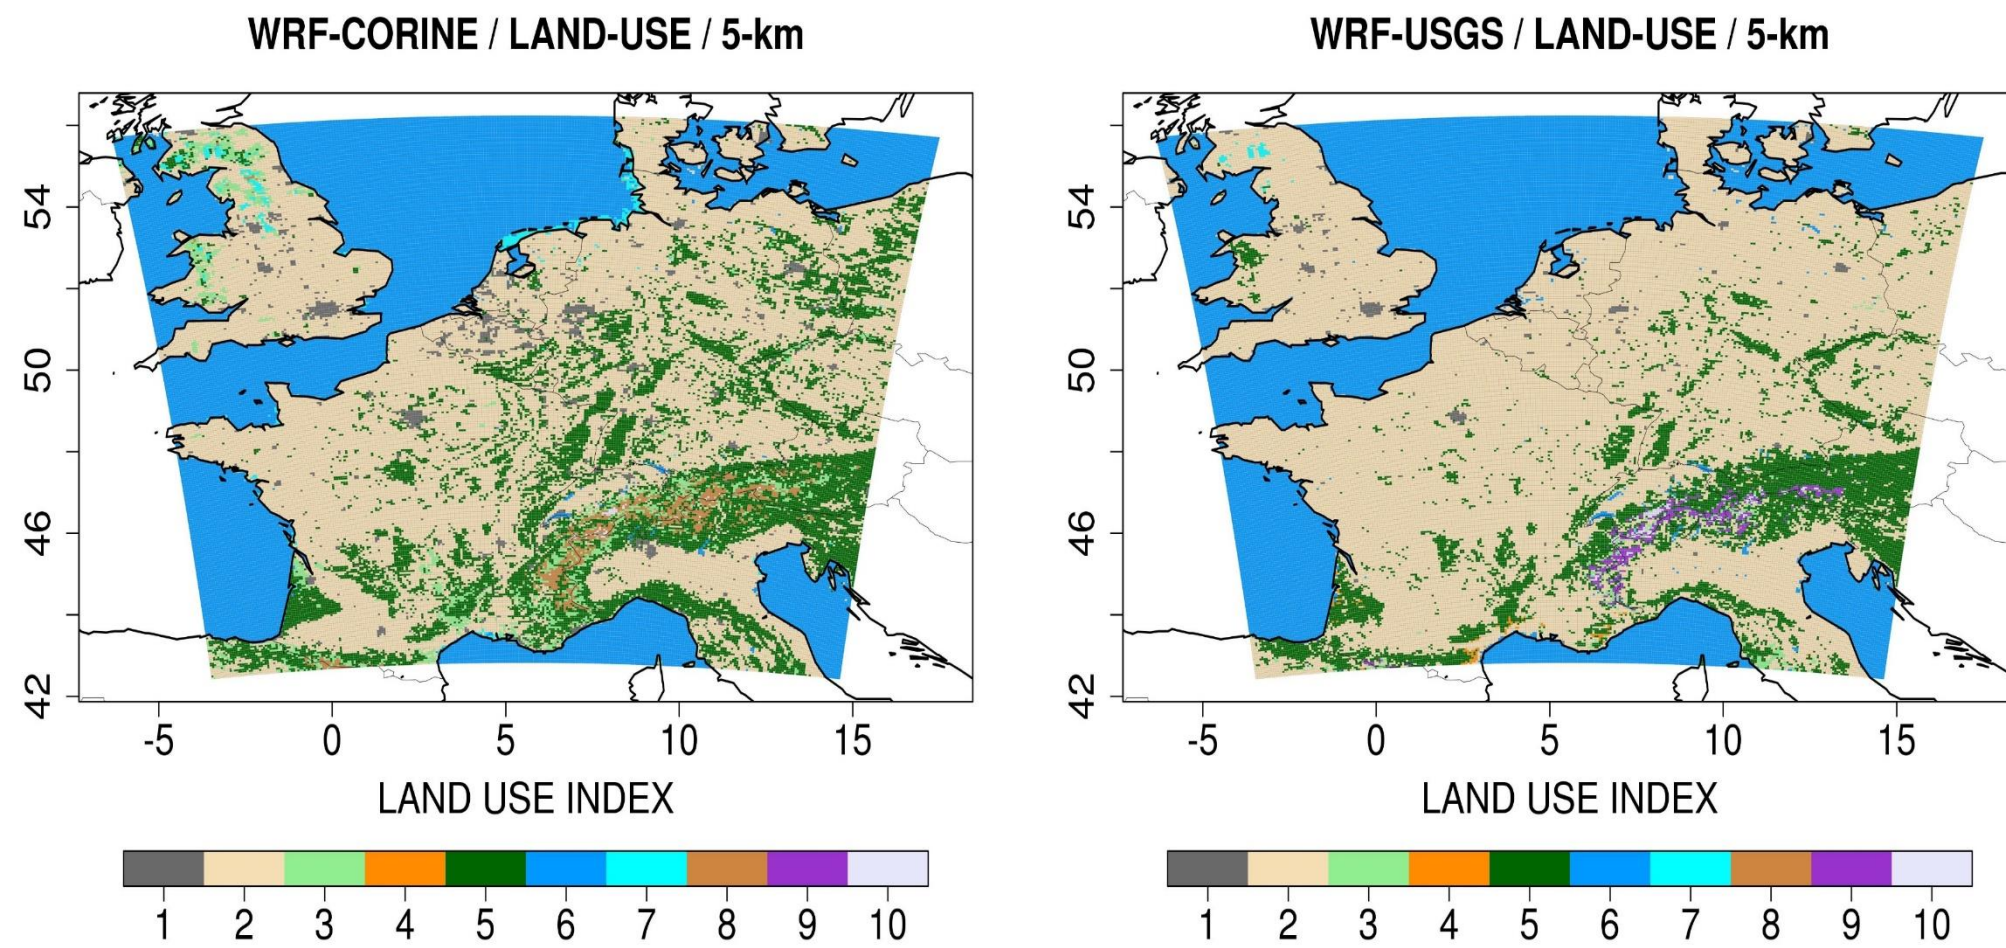 WRF-CORINE / LAND-USE / 5-km
54
50
46
42
-5 0 5 10 15
LAND USE INDEX
1 2 3 4 5 6 7 8 9 10
WRF-USGS / LAND-USE / 5-km
54
50
46
42
-5 0 5 10 15
LAND USE INDEX
1 2 3 4 5 6 7 8 9 10